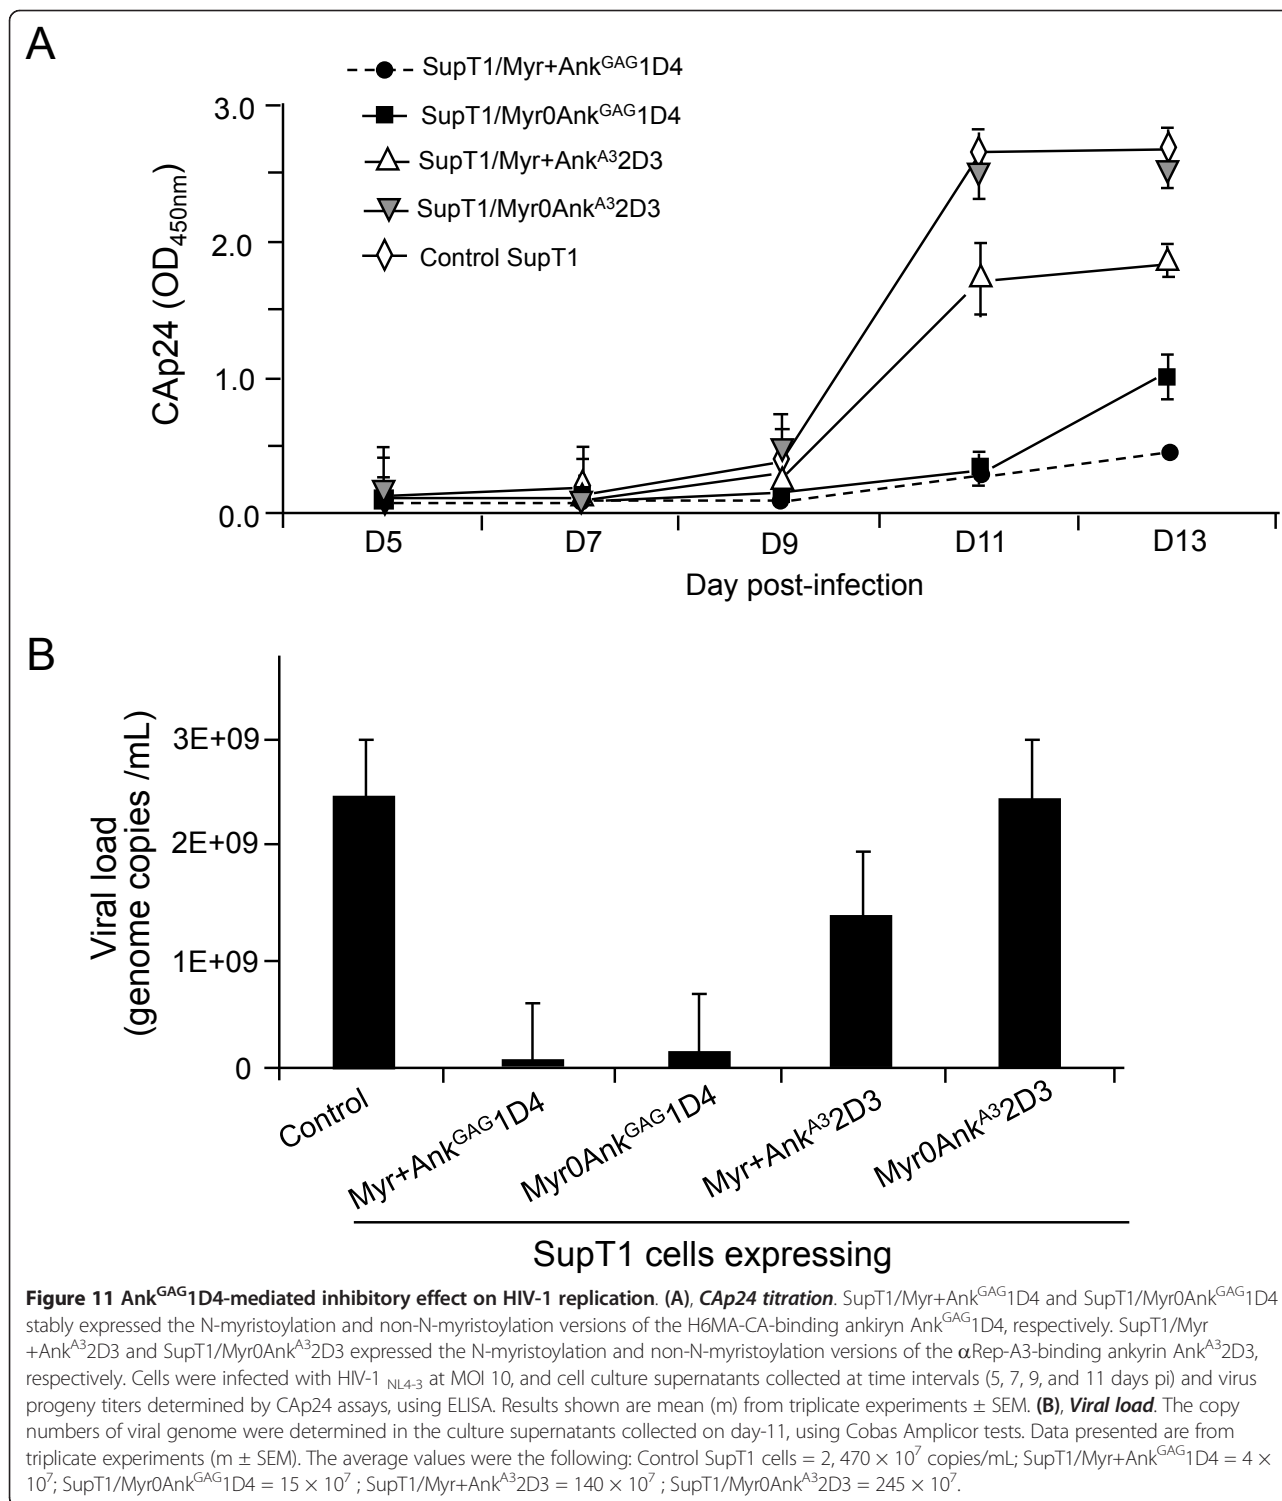 A
SupT1/Myr+Ank^GAG1D4
SupT1/Myr0Ank^GAG1D4
SupT1/Myr+Ank^A32D3
SupT1/Myr0Ank^A32D3
Control SupT1
CAp24 (OD450nm)
3.0
2.0
1.0
0.0
D5 D7 D9 D11 D13
Day post-infection
B
Viral load
(genome copies /mL)
3E+09
2E+09
1E+09
0
Control
Myr+Ank^GAG1D4
Myr0Ank^GAG1D4
Myr+Ank^A32D3
Myr0Ank^A32D3
SupT1 cells expressing
Figure 11 Ank^GAG1D4-mediated inhibitory effect on HIV-1 replication. (A), CAp24 titration. SupT1/Myr+Ank^GAG1D4 and SupT1/Myr0Ank^GAG1D4
stably expressed the N-myristoylation and non-N-myristoylation versions of the H6MA-CA-binding ankiryn Ank^GAG1D4, respectively. SupT1/Myr
+Ank^A32D3 and SupT1/Myr0Ank^A32D3 expressed the N-myristoylation and non-N-myristoylation versions of the αRep-A3-binding ankyrin Ank^A32D3,
respectively. Cells were infected with HIV-1 NL4-3 at MOI 10, and cell culture supernatants collected at time intervals (5, 7, 9, and 11 days pi) and virus
progeny titers determined by CAp24 assays, using ELISA. Results shown are mean (m) from triplicate experiments ± SEM. (B), Viral load. The copy
numbers of viral genome were determined in the culture supernatants collected on day-11, using Cobas Amplicor tests. Data presented are from
triplicate experiments (m ± SEM). The average values were the following: Control SupT1 cells = 2, 470 × 10^7 copies/mL; SupT1/Myr+Ank^GAG1D4 = 4 ×
10^7; SupT1/Myr0Ank^GAG1D4 = 15 × 10^7 ; SupT1/Myr+Ank^A32D3 = 140 × 10^7 ; SupT1/Myr0Ank^A32D3 = 245 × 10^7.